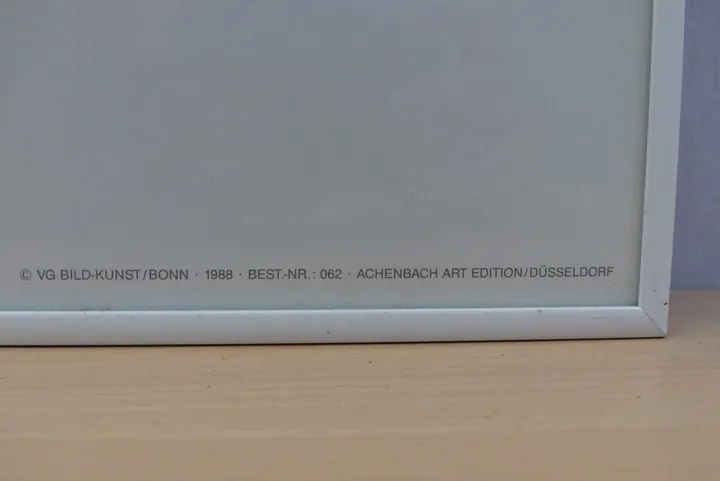 © VG BILD-KUNST/BONN · 1988 · BEST.-NR.: 062 · ACHENBACH ART EDITION/DÜSSELDORF